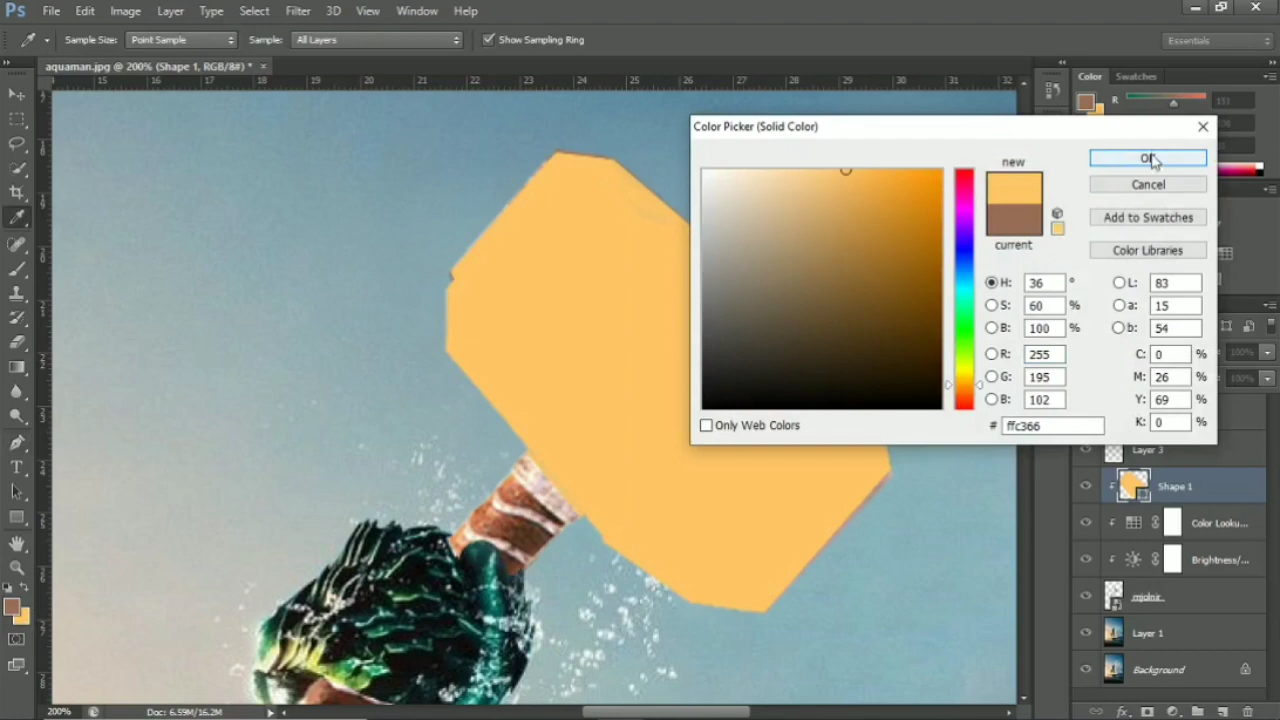 Ps File Edit Image Layer Type Select Filter 3D View Window Help
Sample Size: Point Sample Sample: All Layers Show Sampling Ring Essentials
aquaman.jpg @ 200% (Shape 1, RGB/8#) * ×
15 16 17 18 19 20 21 22 23 24 25 26 27 28 29 30 31 32
Color Swatches
R
Color Picker (Solid Color)
new
current
OK
Cancel
Add to Swatches
Color Libraries
H: 36 ° L: 83
S: 60 % a: 15
B: 100 % b: 54
R: 255 C: 0 %
G: 195 M: 26 %
B: 102 Y: 69 %
# ffc366 K: 0 %
Only Web Colors
100%
100%
Layer 3
Shape 1
Color Looku...
Brightness/...
mjolnir
Layer 1
Background
200% Doc: 6.59M/16.2M